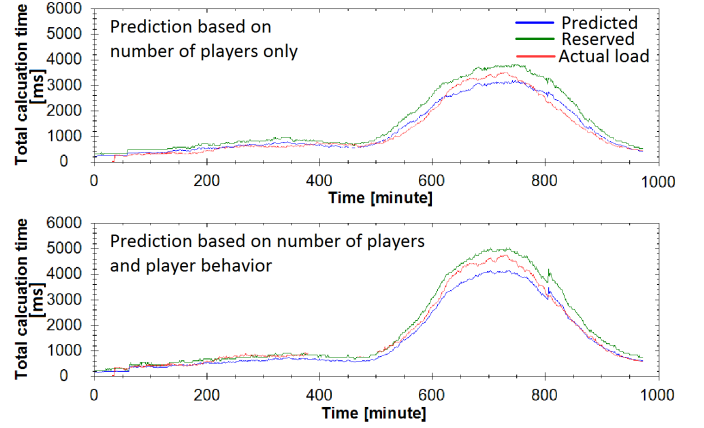 6000
5000
4000
3000
2000
1000
0
Total calcuation time
[ms]
Prediction based on
number of players only
Predicted
Reserved
Actual load
0
200
400
600
800
1000
Time [minute]
6000
5000
4000
3000
2000
1000
0
Total calcuation time
[ms]
Prediction based on number of players
and player behavior
0
200
400
600
800
1000
Time [minute]